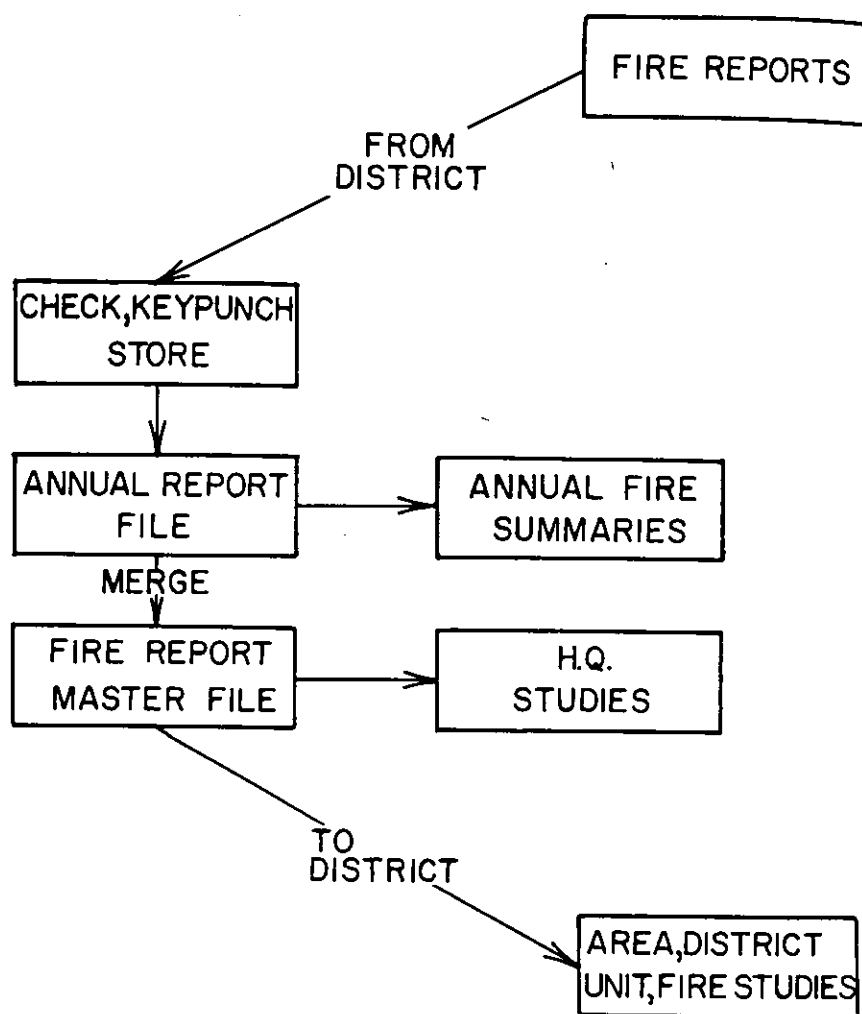 FIRE REPORTS
FROM
DISTRICT
CHECK,KEYPUNCH
STORE
ANNUAL REPORT
FILE
ANNUAL FIRE
SUMMARIES
MERGE
FIRE REPORT
MASTER FILE
H.Q.
STUDIES
TO
DISTRICT
AREA,DISTRICT
UNIT,FIRE STUDIES